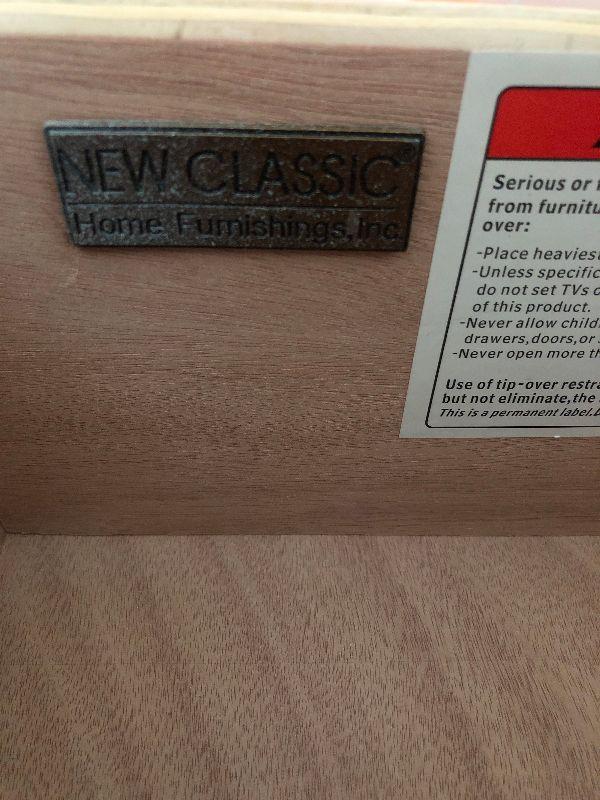 NEW CLASSIC®
Home Furnishings, Inc.
Serious or
from furnitu
over:
-Place heaviest
-Unless specific
do not set TVs o
of this product.
-Never allow child
drawers,doors,or
-Never open more th
Use of tip-over restra
but not eliminate,the
This is a permanent label.